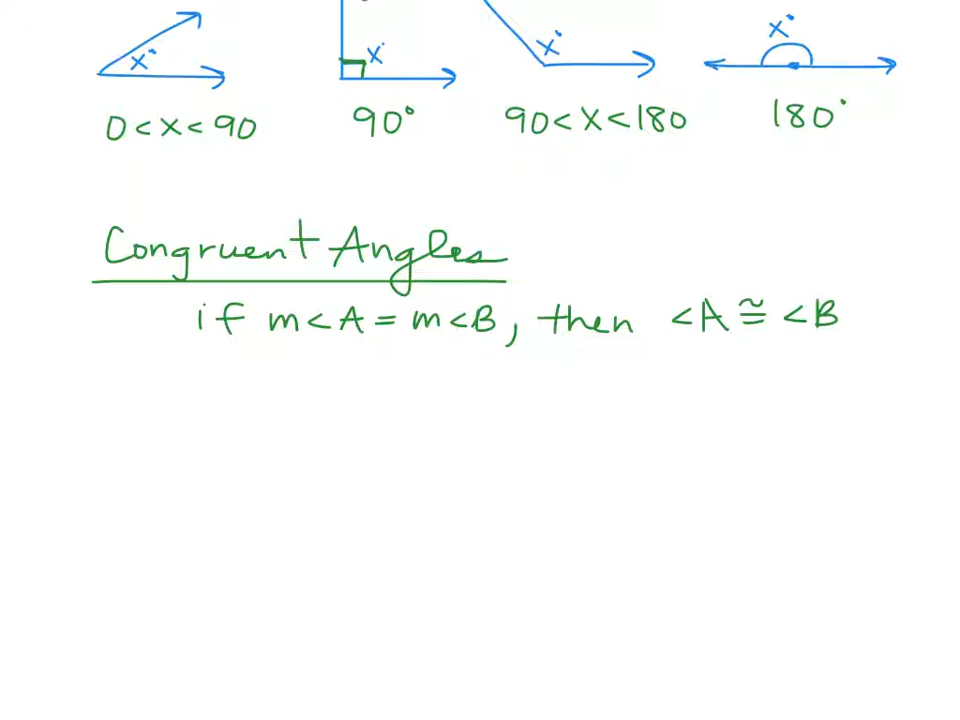 x° x° x° x°
0 < x < 90 90° 90 < x < 180 180°
Congruent Angles
if m<A = m<B, then <A ≅ <B